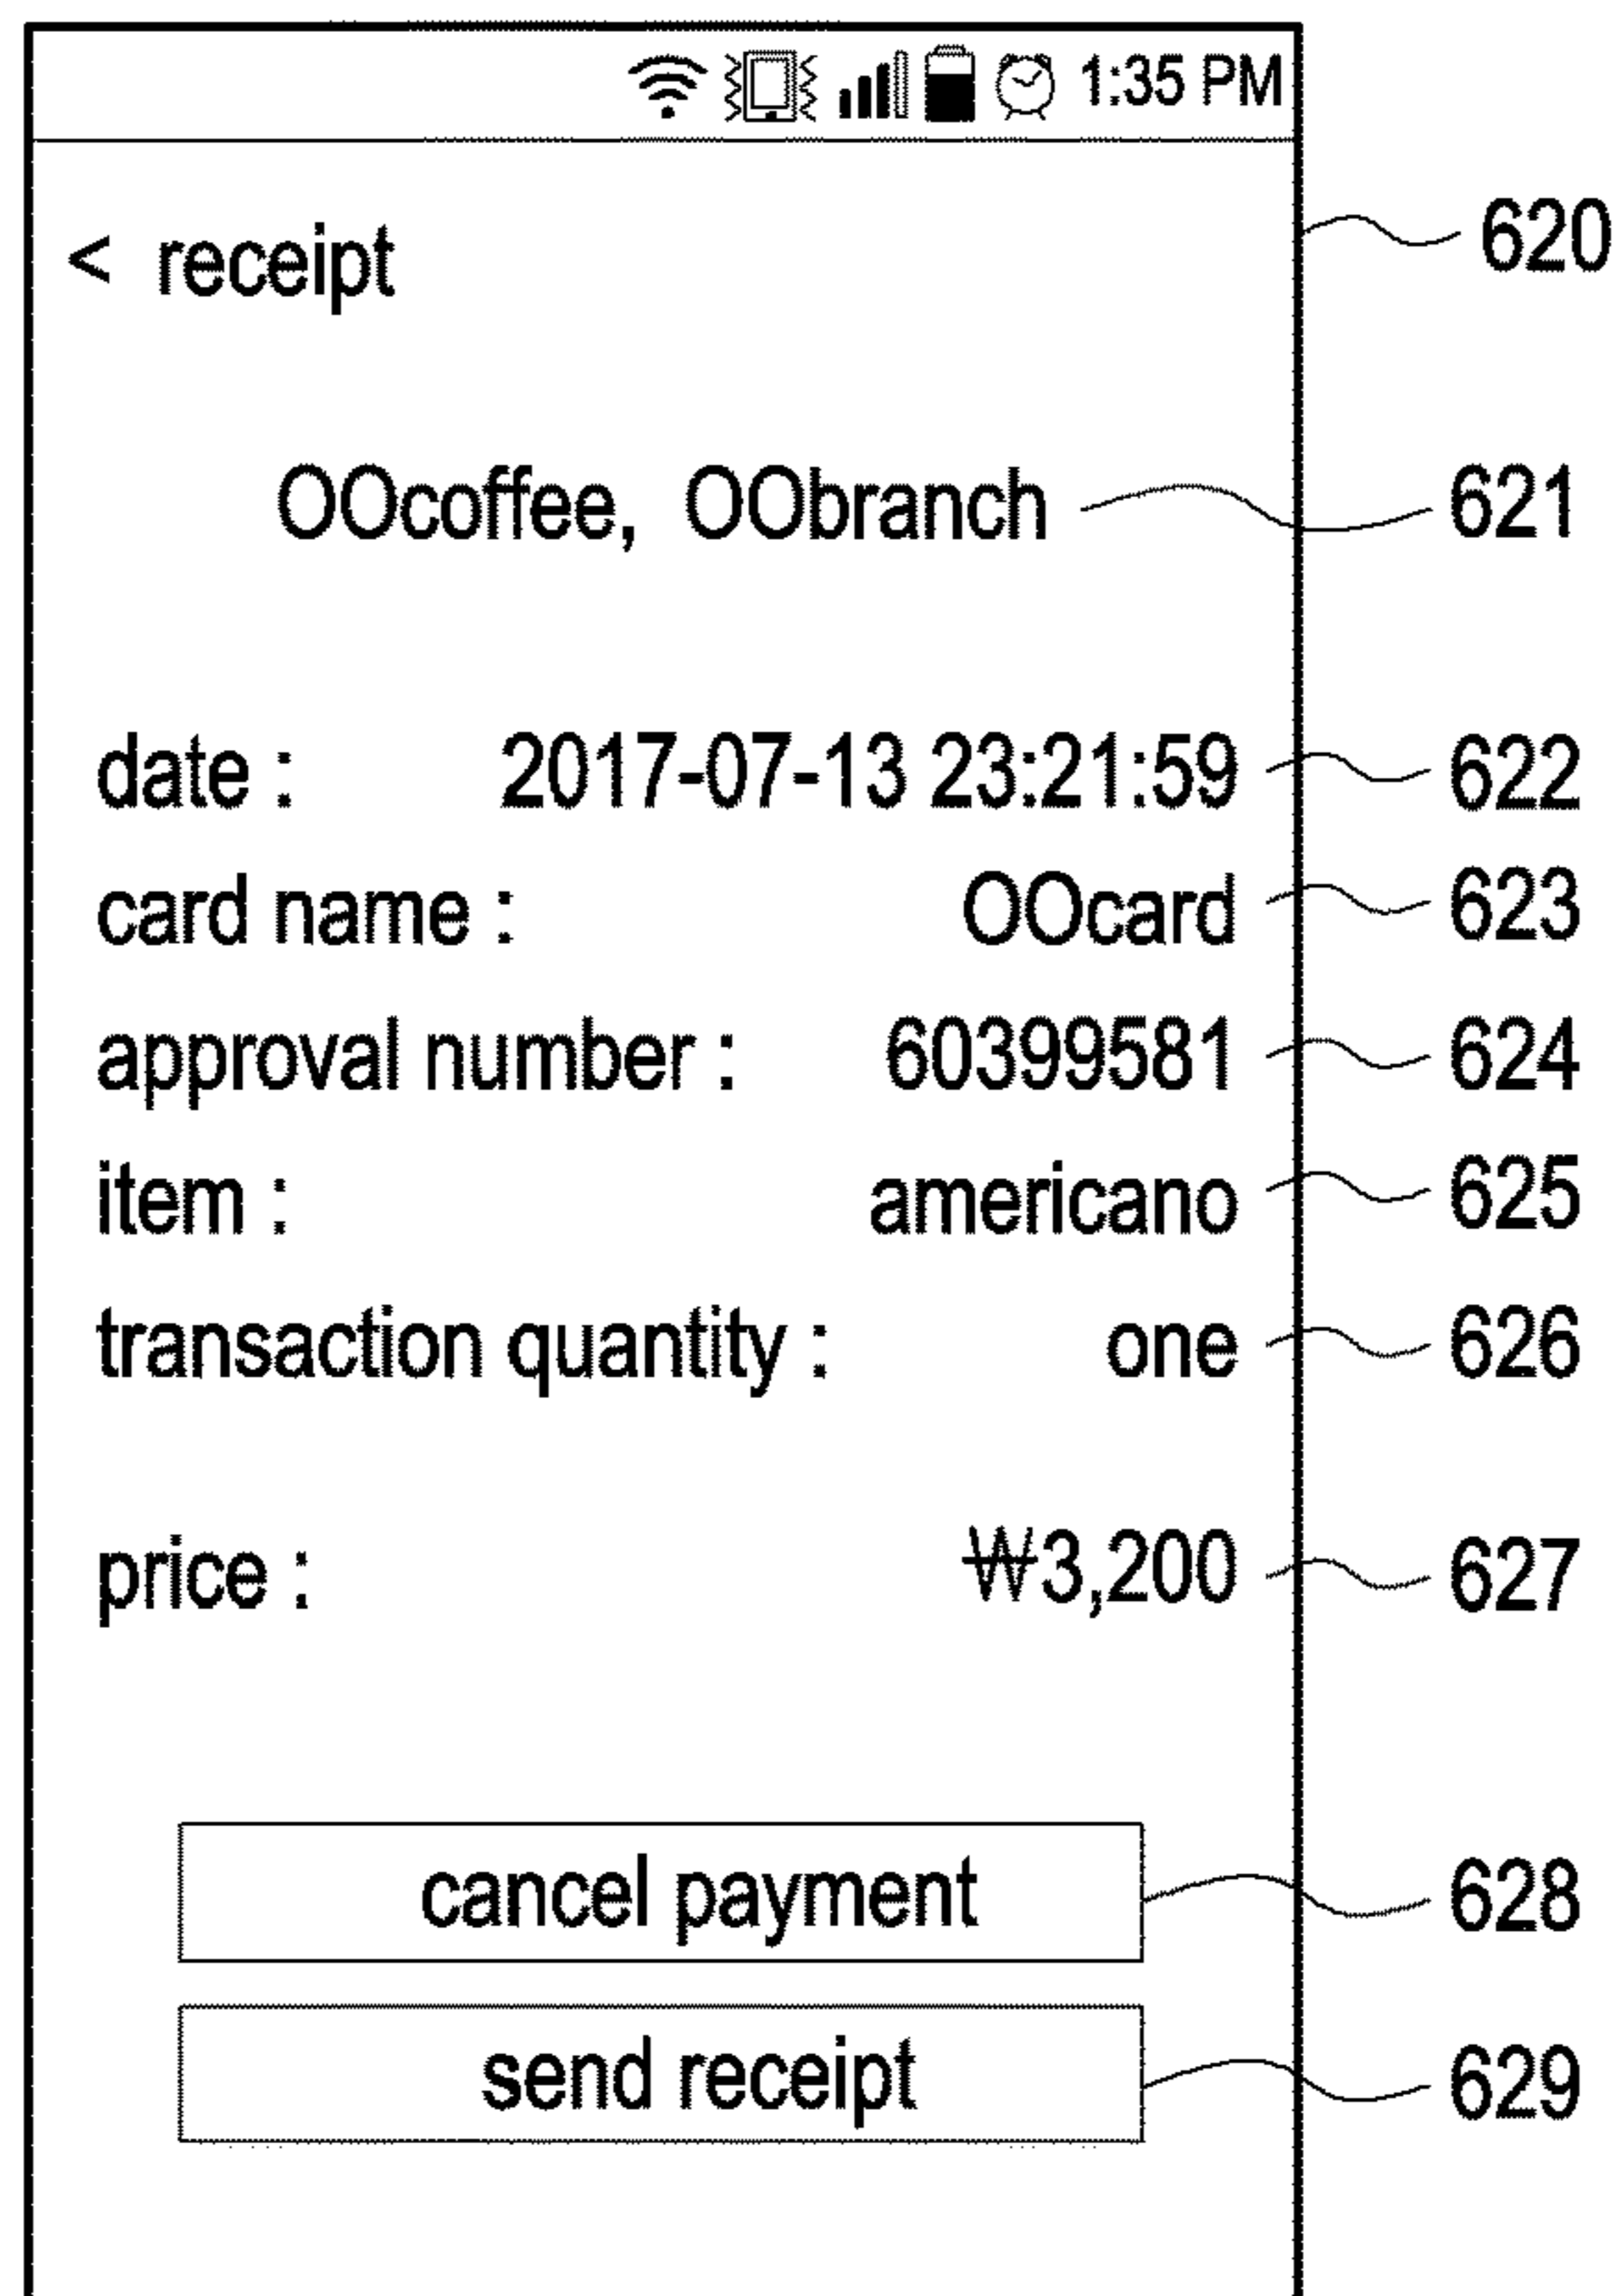 1:35 PM
< receipt 620
OOcoffee, OObranch 621
date : 2017-07-13 23:21:59 622
card name : OOcard 623
approval number : 60399581 624
item : americano 625
transaction quantity : one 626
price : ₩3,200 627
cancel payment 628
send receipt 629